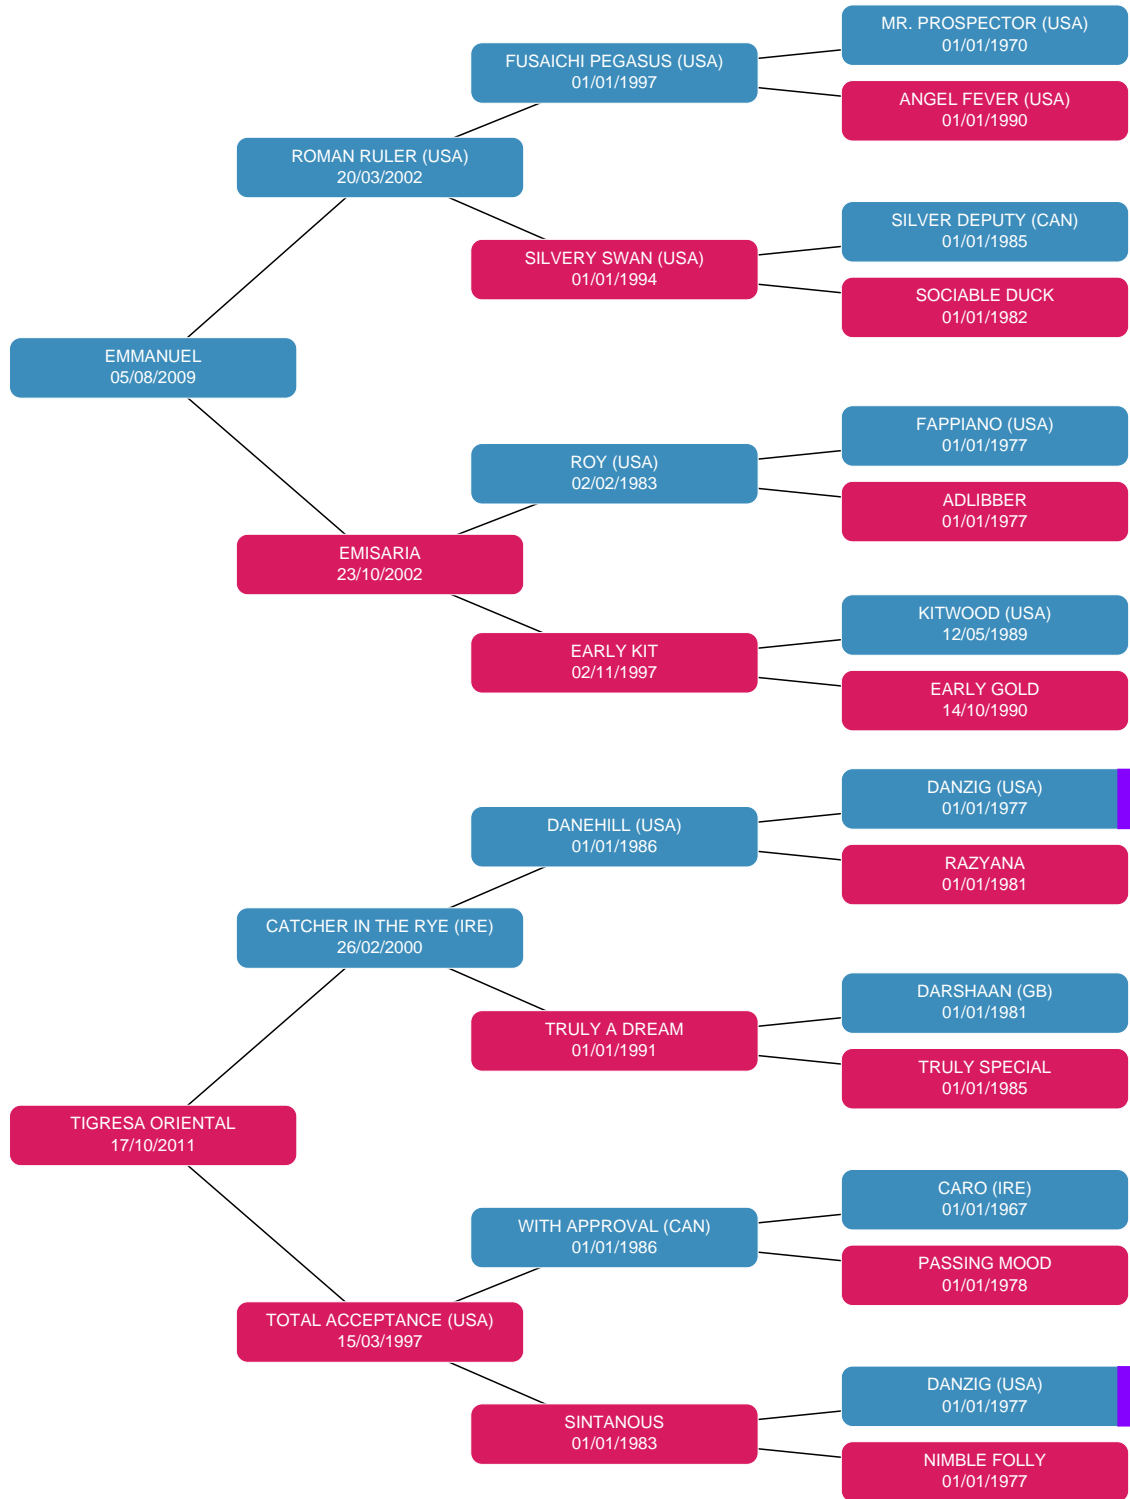 MR. PROSPECTOR (USA)
01/01/1970
FUSAICHI PEGASUS (USA)
01/01/1997
ANGEL FEVER (USA)
01/01/1990
ROMAN RULER (USA)
20/03/2002
SILVER DEPUTY (CAN)
01/01/1985
SILVERY SWAN (USA)
01/01/1994
SOCIABLE DUCK
01/01/1982
EMMANUEL
05/08/2009
FAPPIANO (USA)
01/01/1977
ROY (USA)
02/02/1983
ADLIBBER
01/01/1977
EMISARIA
23/10/2002
KITWOOD (USA)
12/05/1989
EARLY KIT
02/11/1997
EARLY GOLD
14/10/1990
DANZIG (USA)
01/01/1977
DANEHILL (USA)
01/01/1986
RAZYANA
01/01/1981
CATCHER IN THE RYE (IRE)
26/02/2000
DARSHAAN (GB)
01/01/1981
TRULY A DREAM
01/01/1991
TRULY SPECIAL
01/01/1985
TIGRESA ORIENTAL
17/10/2011
CARO (IRE)
01/01/1967
WITH APPROVAL (CAN)
01/01/1986
PASSING MOOD
01/01/1978
TOTAL ACCEPTANCE (USA)
15/03/1997
DANZIG (USA)
01/01/1977
SINTANOUS
01/01/1983
NIMBLE FOLLY
01/01/1977